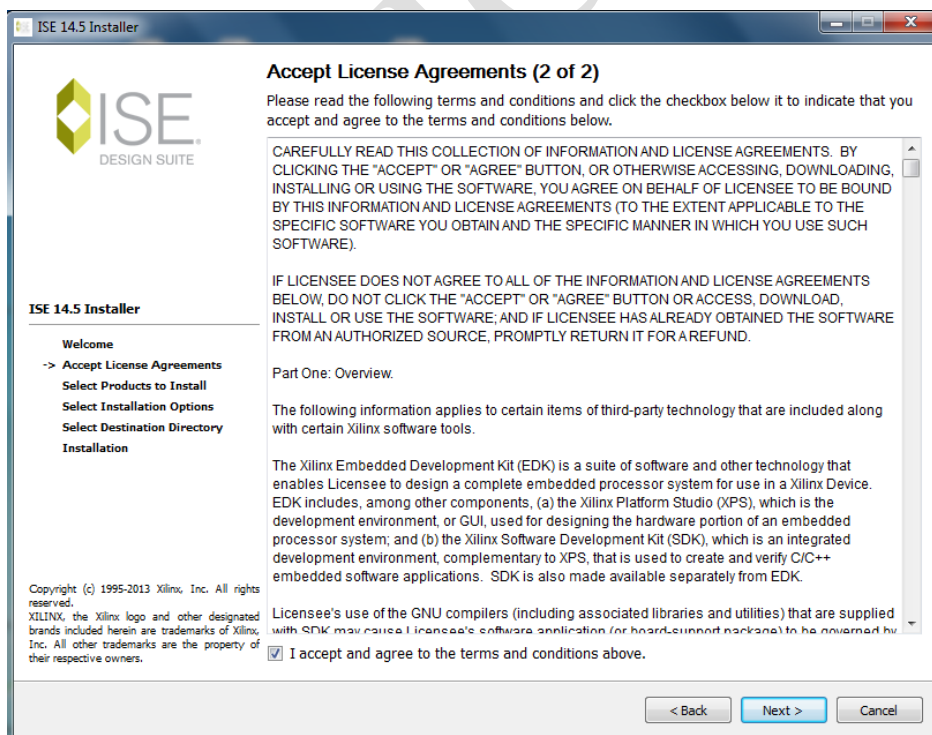 ISE 14.5 Installer
ISE.
DESIGN SUITE
ISE 14.5 Installer
Welcome
-> Accept License Agreements
Select Products to Install
Select Installation Options
Select Destination Directory
Installation
Copyright (c) 1995-2013 Xilinx, Inc. All rights
reserved.
XILINX, the Xilinx logo and other designated
brands included herein are trademarks of Xilinx,
Inc. All other trademarks are the property of
their respective owners.
Accept License Agreements (2 of 2)
Please read the following terms and conditions and click the checkbox below it to indicate that you
accept and agree to the terms and conditions below.
CAREFULLY READ THIS COLLECTION OF INFORMATION AND LICENSE AGREEMENTS.  BY
CLICKING THE "ACCEPT" OR "AGREE" BUTTON, OR OTHERWISE ACCESSING, DOWNLOADING,
INSTALLING OR USING THE SOFTWARE, YOU AGREE ON BEHALF OF LICENSEE TO BE BOUND
BY THIS INFORMATION AND LICENSE AGREEMENTS (TO THE EXTENT APPLICABLE TO THE
SPECIFIC SOFTWARE YOU OBTAIN AND THE SPECIFIC MANNER IN WHICH YOU USE SUCH
SOFTWARE).
IF LICENSEE DOES NOT AGREE TO ALL OF THE INFORMATION AND LICENSE AGREEMENTS
BELOW, DO NOT CLICK THE "ACCEPT" OR "AGREE" BUTTON OR ACCESS, DOWNLOAD,
INSTALL OR USE THE SOFTWARE; AND IF LICENSEE HAS ALREADY OBTAINED THE SOFTWARE
FROM AN AUTHORIZED SOURCE, PROMPTLY RETURN IT FOR A REFUND.
Part One: Overview.
The following information applies to certain items of third-party technology that are included along
with certain Xilinx software tools.
The Xilinx Embedded Development Kit (EDK) is a suite of software and other technology that
enables Licensee to design a complete embedded processor system for use in a Xilinx Device.
EDK includes, among other components, (a) the Xilinx Platform Studio (XPS), which is the
development environment, or GUI, used for designing the hardware portion of an embedded
processor system; and (b) the Xilinx Software Development Kit (SDK), which is an integrated
development environment, complementary to XPS, that is used to create and verify C/C++
embedded software applications.  SDK is also made available separately from EDK.
Licensee's use of the GNU compilers (including associated libraries and utilities) that are supplied
with SDK may cause Licensee's software application (or board-support package) to be governed by
I accept and agree to the terms and conditions above.
< Back
Next >
Cancel